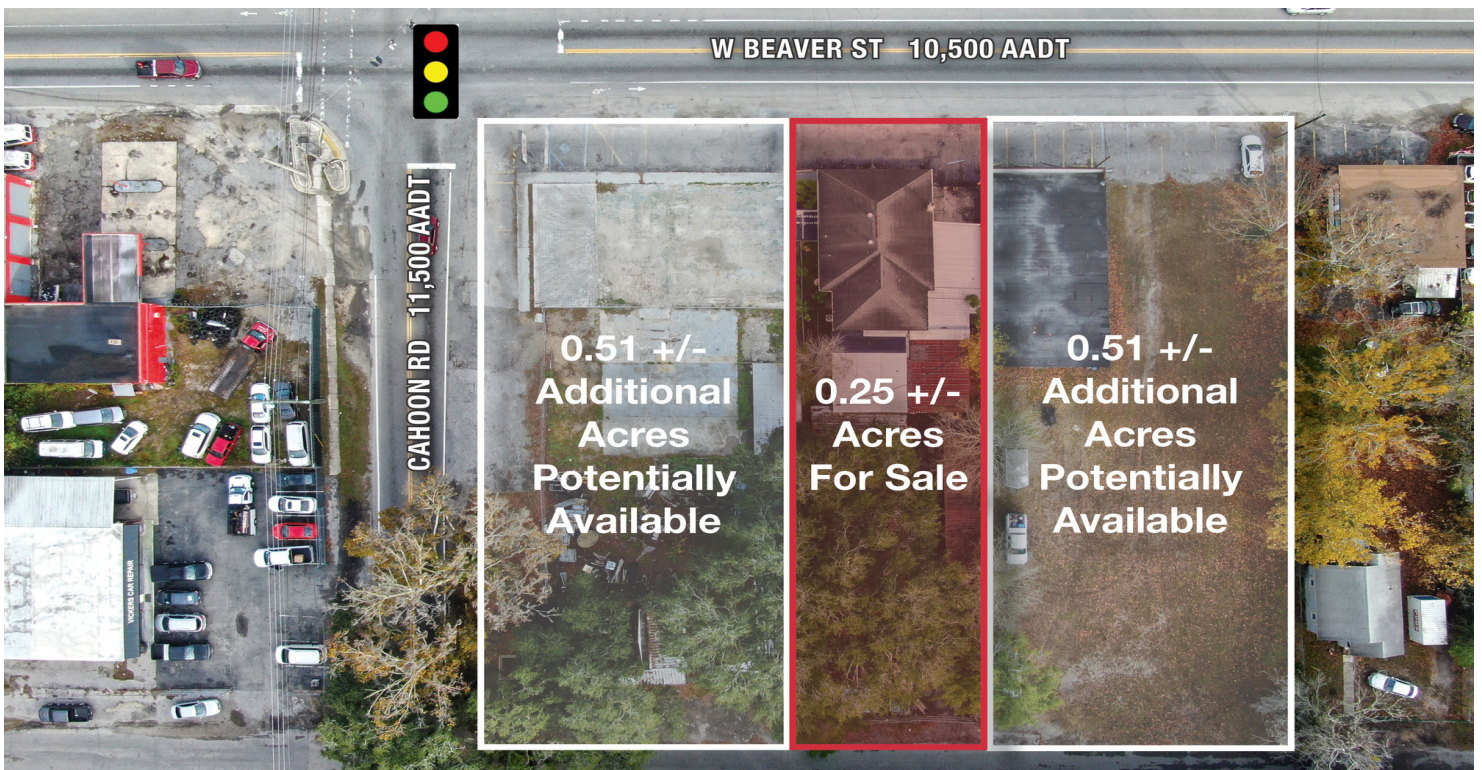 W BEAVER ST 10,500 AADT
CAHOON RD 11,500 AADT
0.51 +/-
Additional
Acres
Potentially
Available
0.25 +/-
Acres
For Sale
0.51 +/-
Additional
Acres
Potentially
Available
VICKERS CAR REPAIR